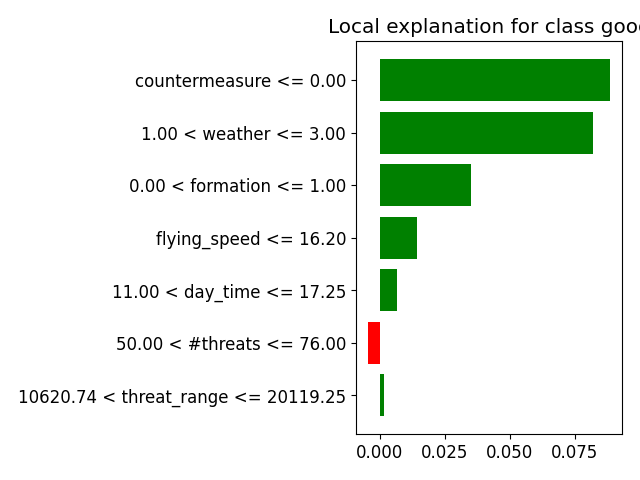 Local explanation for class good
countermeasure <= 0.00
1.00 < weather <= 3.00
0.00 < formation <= 1.00
flying_speed <= 16.20
11.00 < day_time <= 17.25
50.00 < #threats <= 76.00
10620.74 < threat_range <= 20119.25
0.000 0.025 0.050 0.075